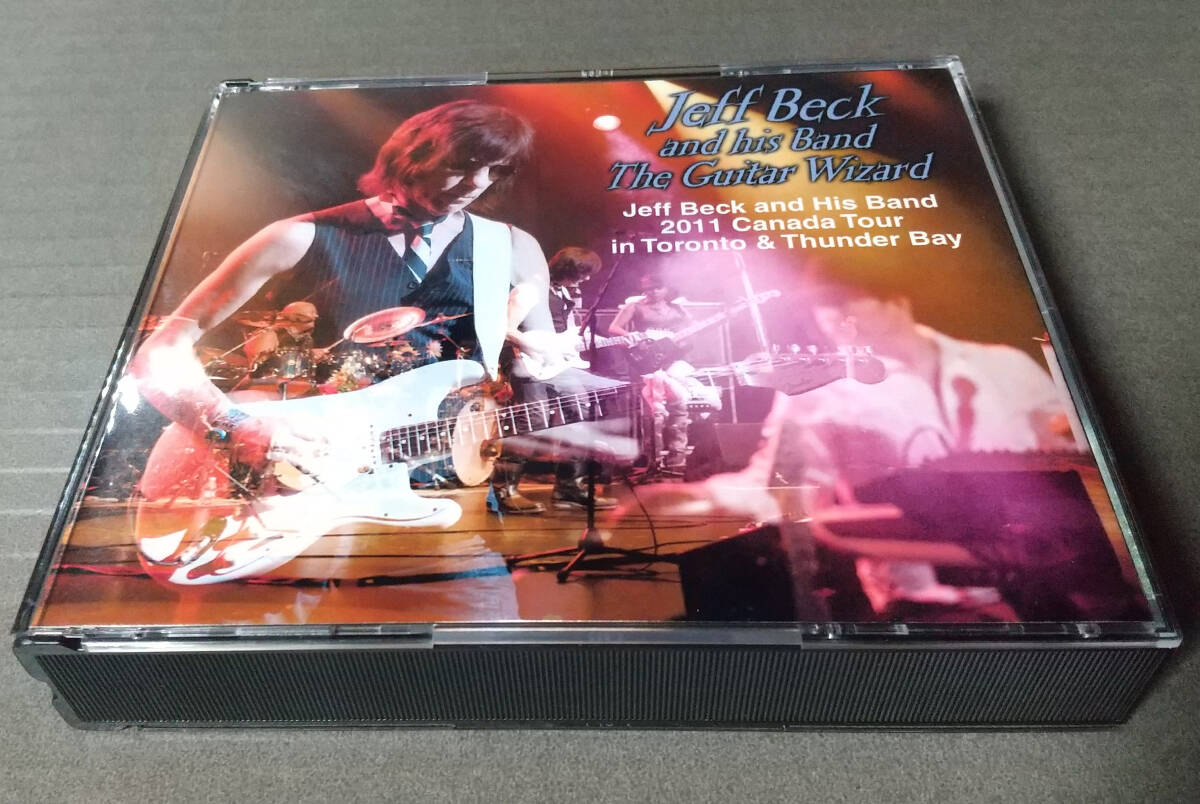 Jeff Beck
and his Band
The Guitar Wizard
Jeff Beck and His Band
2011 Canada Tour
in Toronto & Thunder Bay